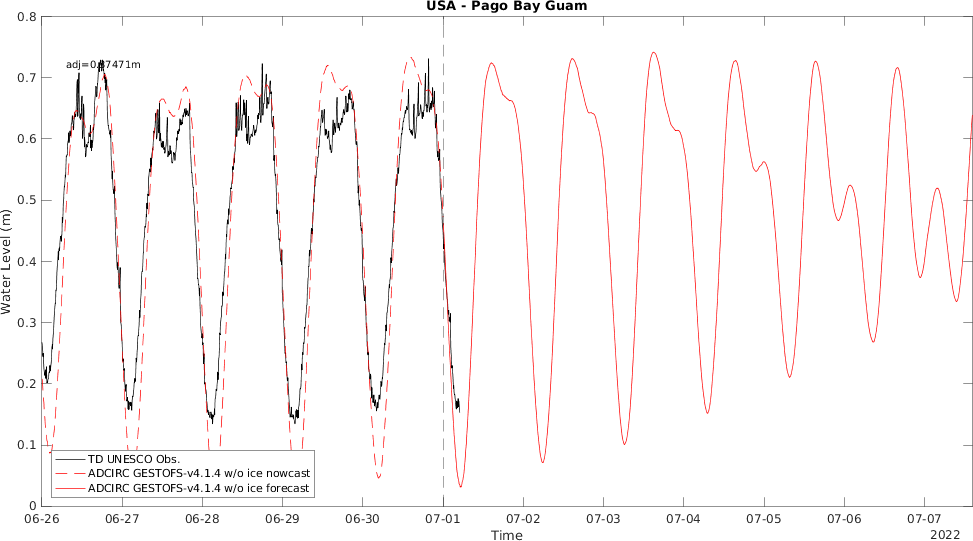 USA - Pago Bay Guam
0.8
0.7
0.6
0.5
0.4
0.3
0.2
0.1
0
Water Level (m)
TD UNESCO Obs.
ADCIRC GESTOFS-v4.1.4 w/o ice nowcast
ADCIRC GESTOFS-v4.1.4 w/o ice forecast
06-26 06-27 06-28 06-29 06-30 07-01 07-02 07-03 07-04 07-05 07-06 07-07
Time
2022